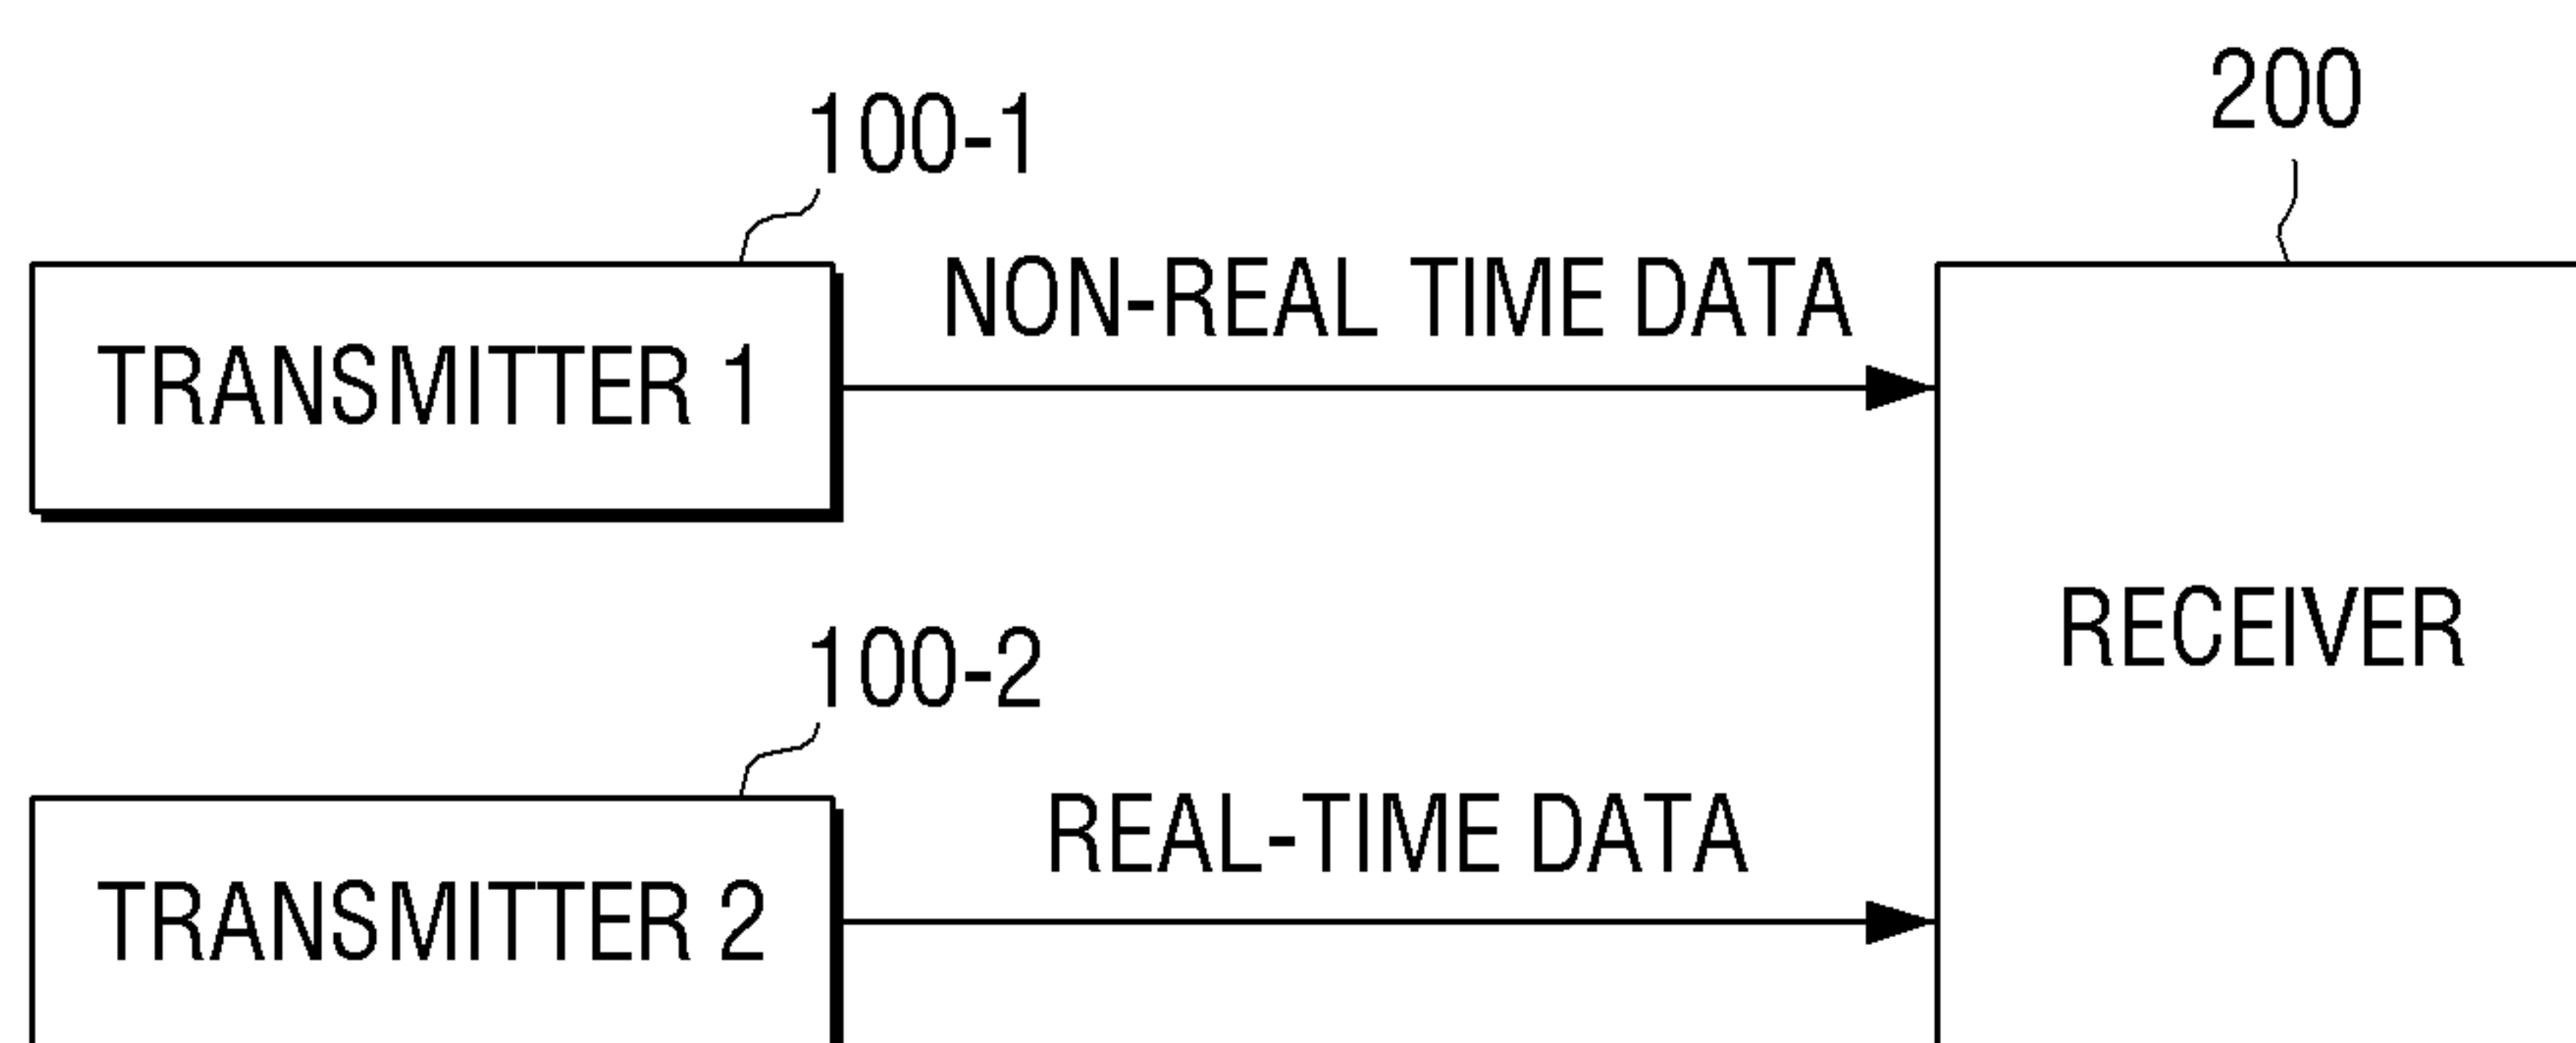 200
100-1
NON-REAL TIME DATA
TRANSMITTER 1
RECEIVER
100-2
REAL-TIME DATA
TRANSMITTER 2